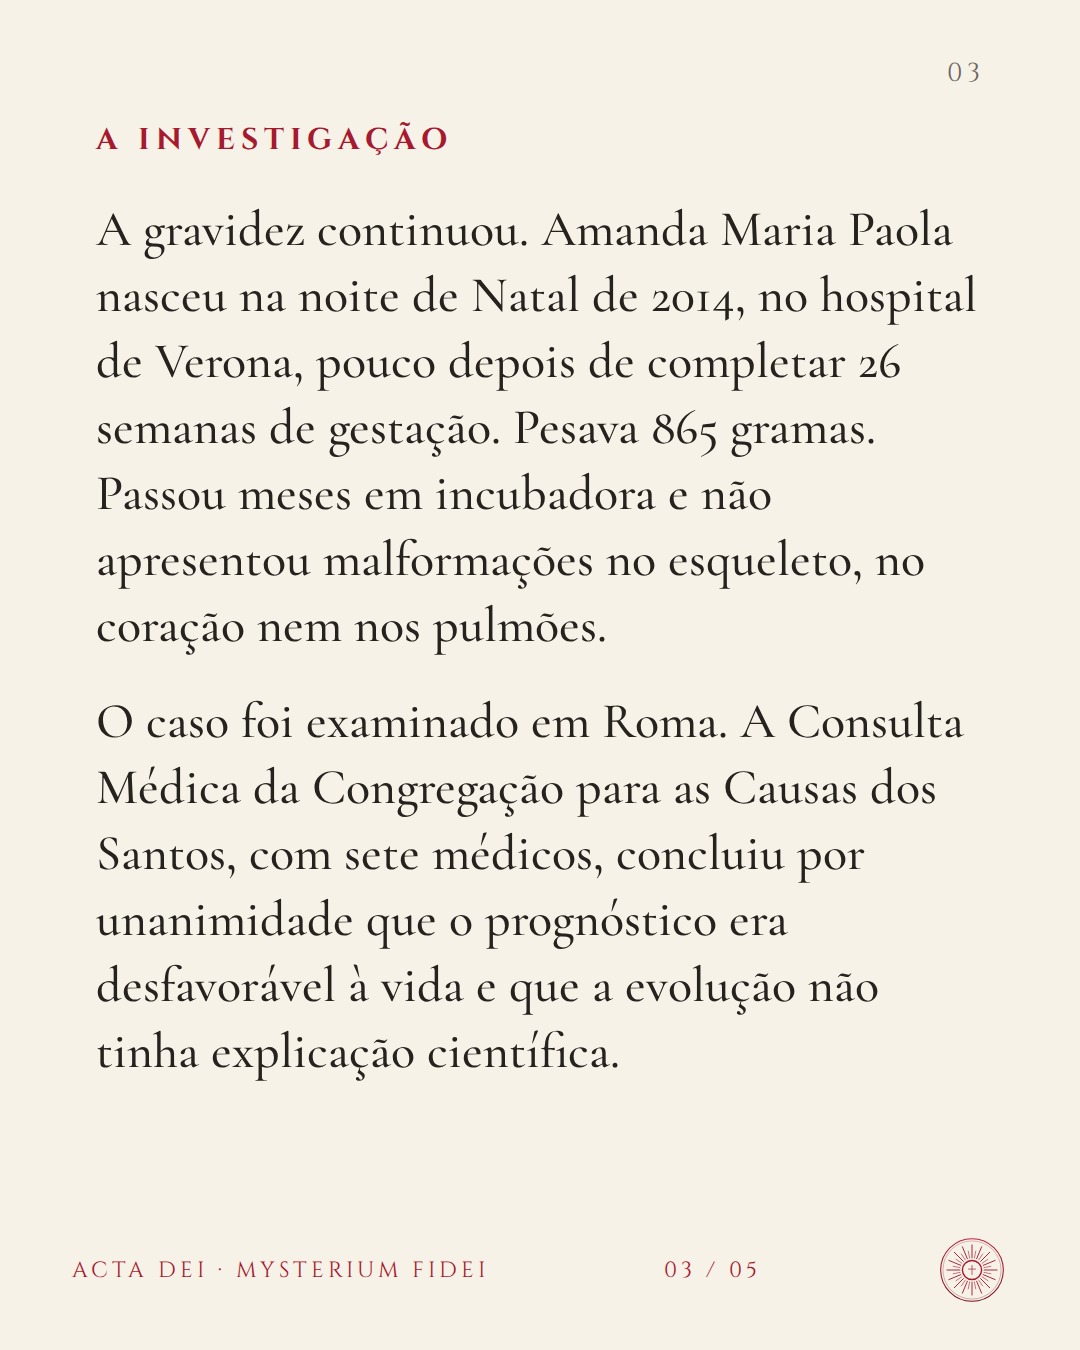 03
A INVESTIGAÇÃO
A gravidez continuou. Amanda Maria Paola
nasceu na noite de Natal de 2014, no hospital
de Verona, pouco depois de completar 26
semanas de gestação. Pesava 865 gramas.
Passou meses em incubadora e não
apresentou malformações no esqueleto, no
coração nem nos pulmões.
O caso foi examinado em Roma. A Consulta
Médica da Congregação para as Causas dos
Santos, com sete médicos, concluiu por
unanimidade que o prognóstico era
desfavorável à vida e que a evolução não
tinha explicação científica.
ACTA DEI · MYSTERIUM FIDEI
03 / 05